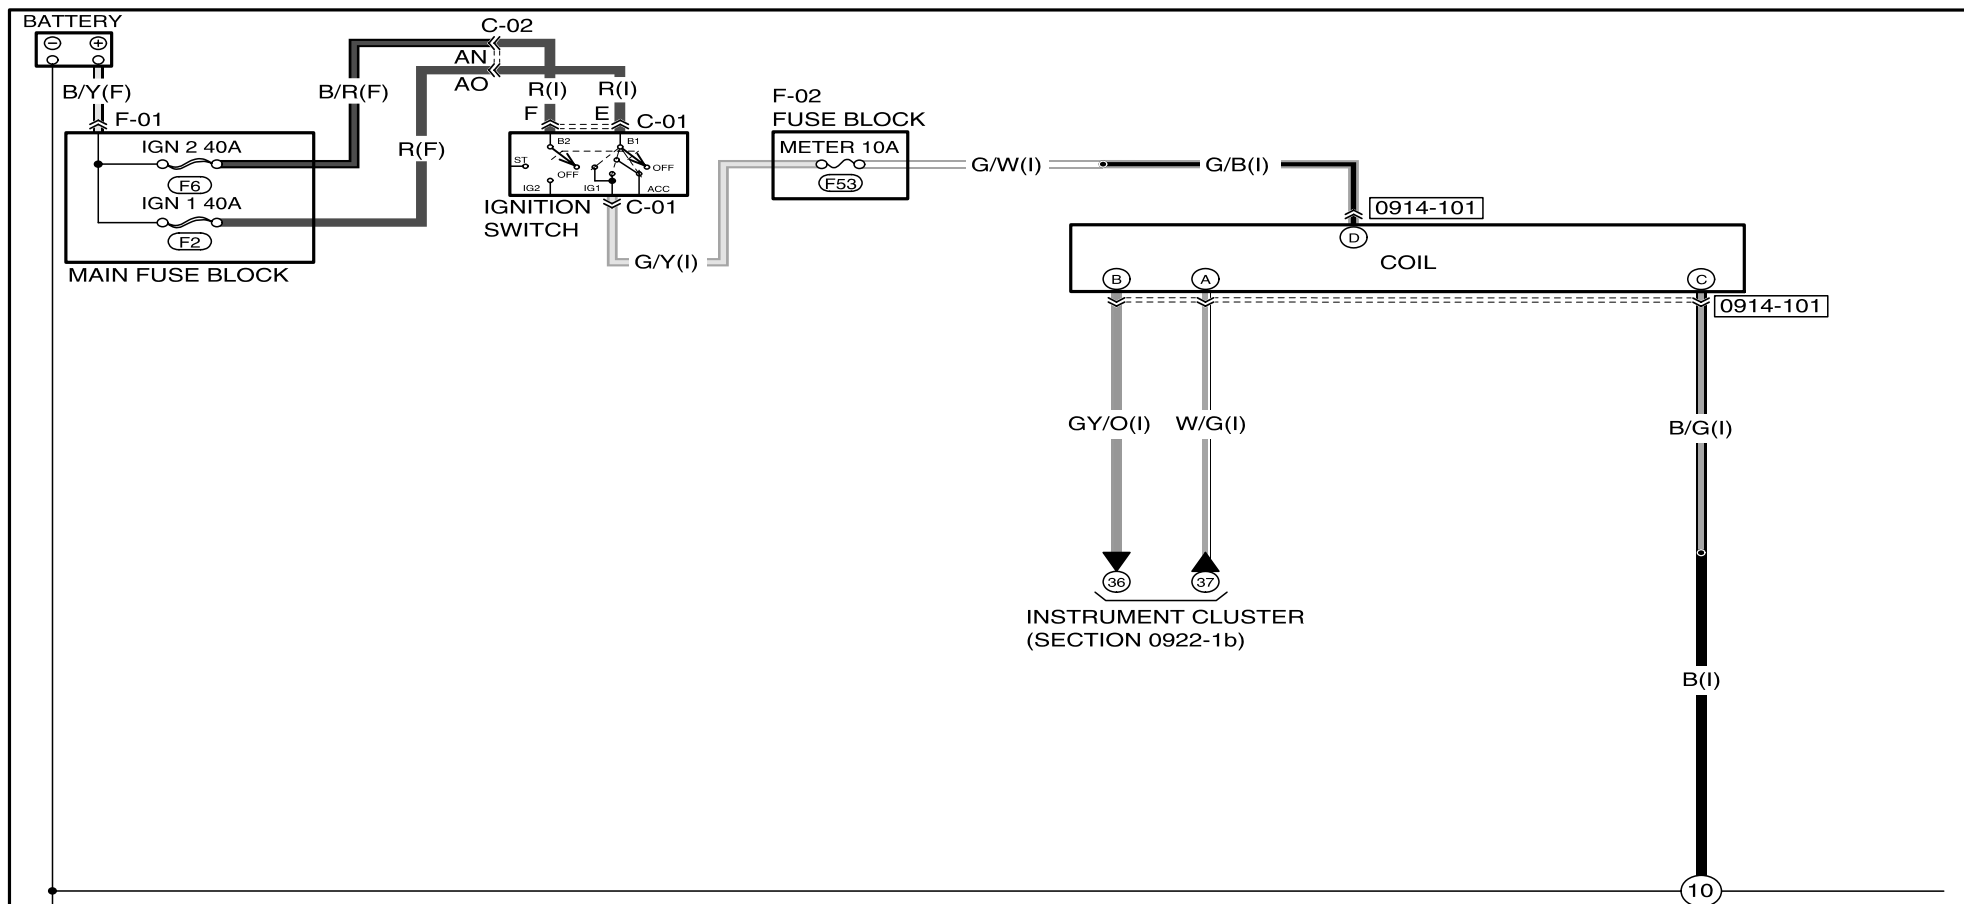 BATTERY
C-02
− +
AN
AO
B/Y(F)
B/R(F)
R(I)
R(I)
F-02
F
E
C-01
F-01
FUSE BLOCK
IGN 2 40A
R(F)
B2
B1
METER 10A
ST
OFF
OFF
G/W(I)
G/B(I)
F6
IG2
IG1
ACC
F53
IGN 1 40A
IGNITION
SWITCH
C-01
0914-101
F2
D
G/Y(I)
COIL
MAIN FUSE BLOCK
B
A
C
0914-101
GY/O(I)
W/G(I)
B/G(I)
36
37
INSTRUMENT CLUSTER
(SECTION 0922-1b)
B(I)
10